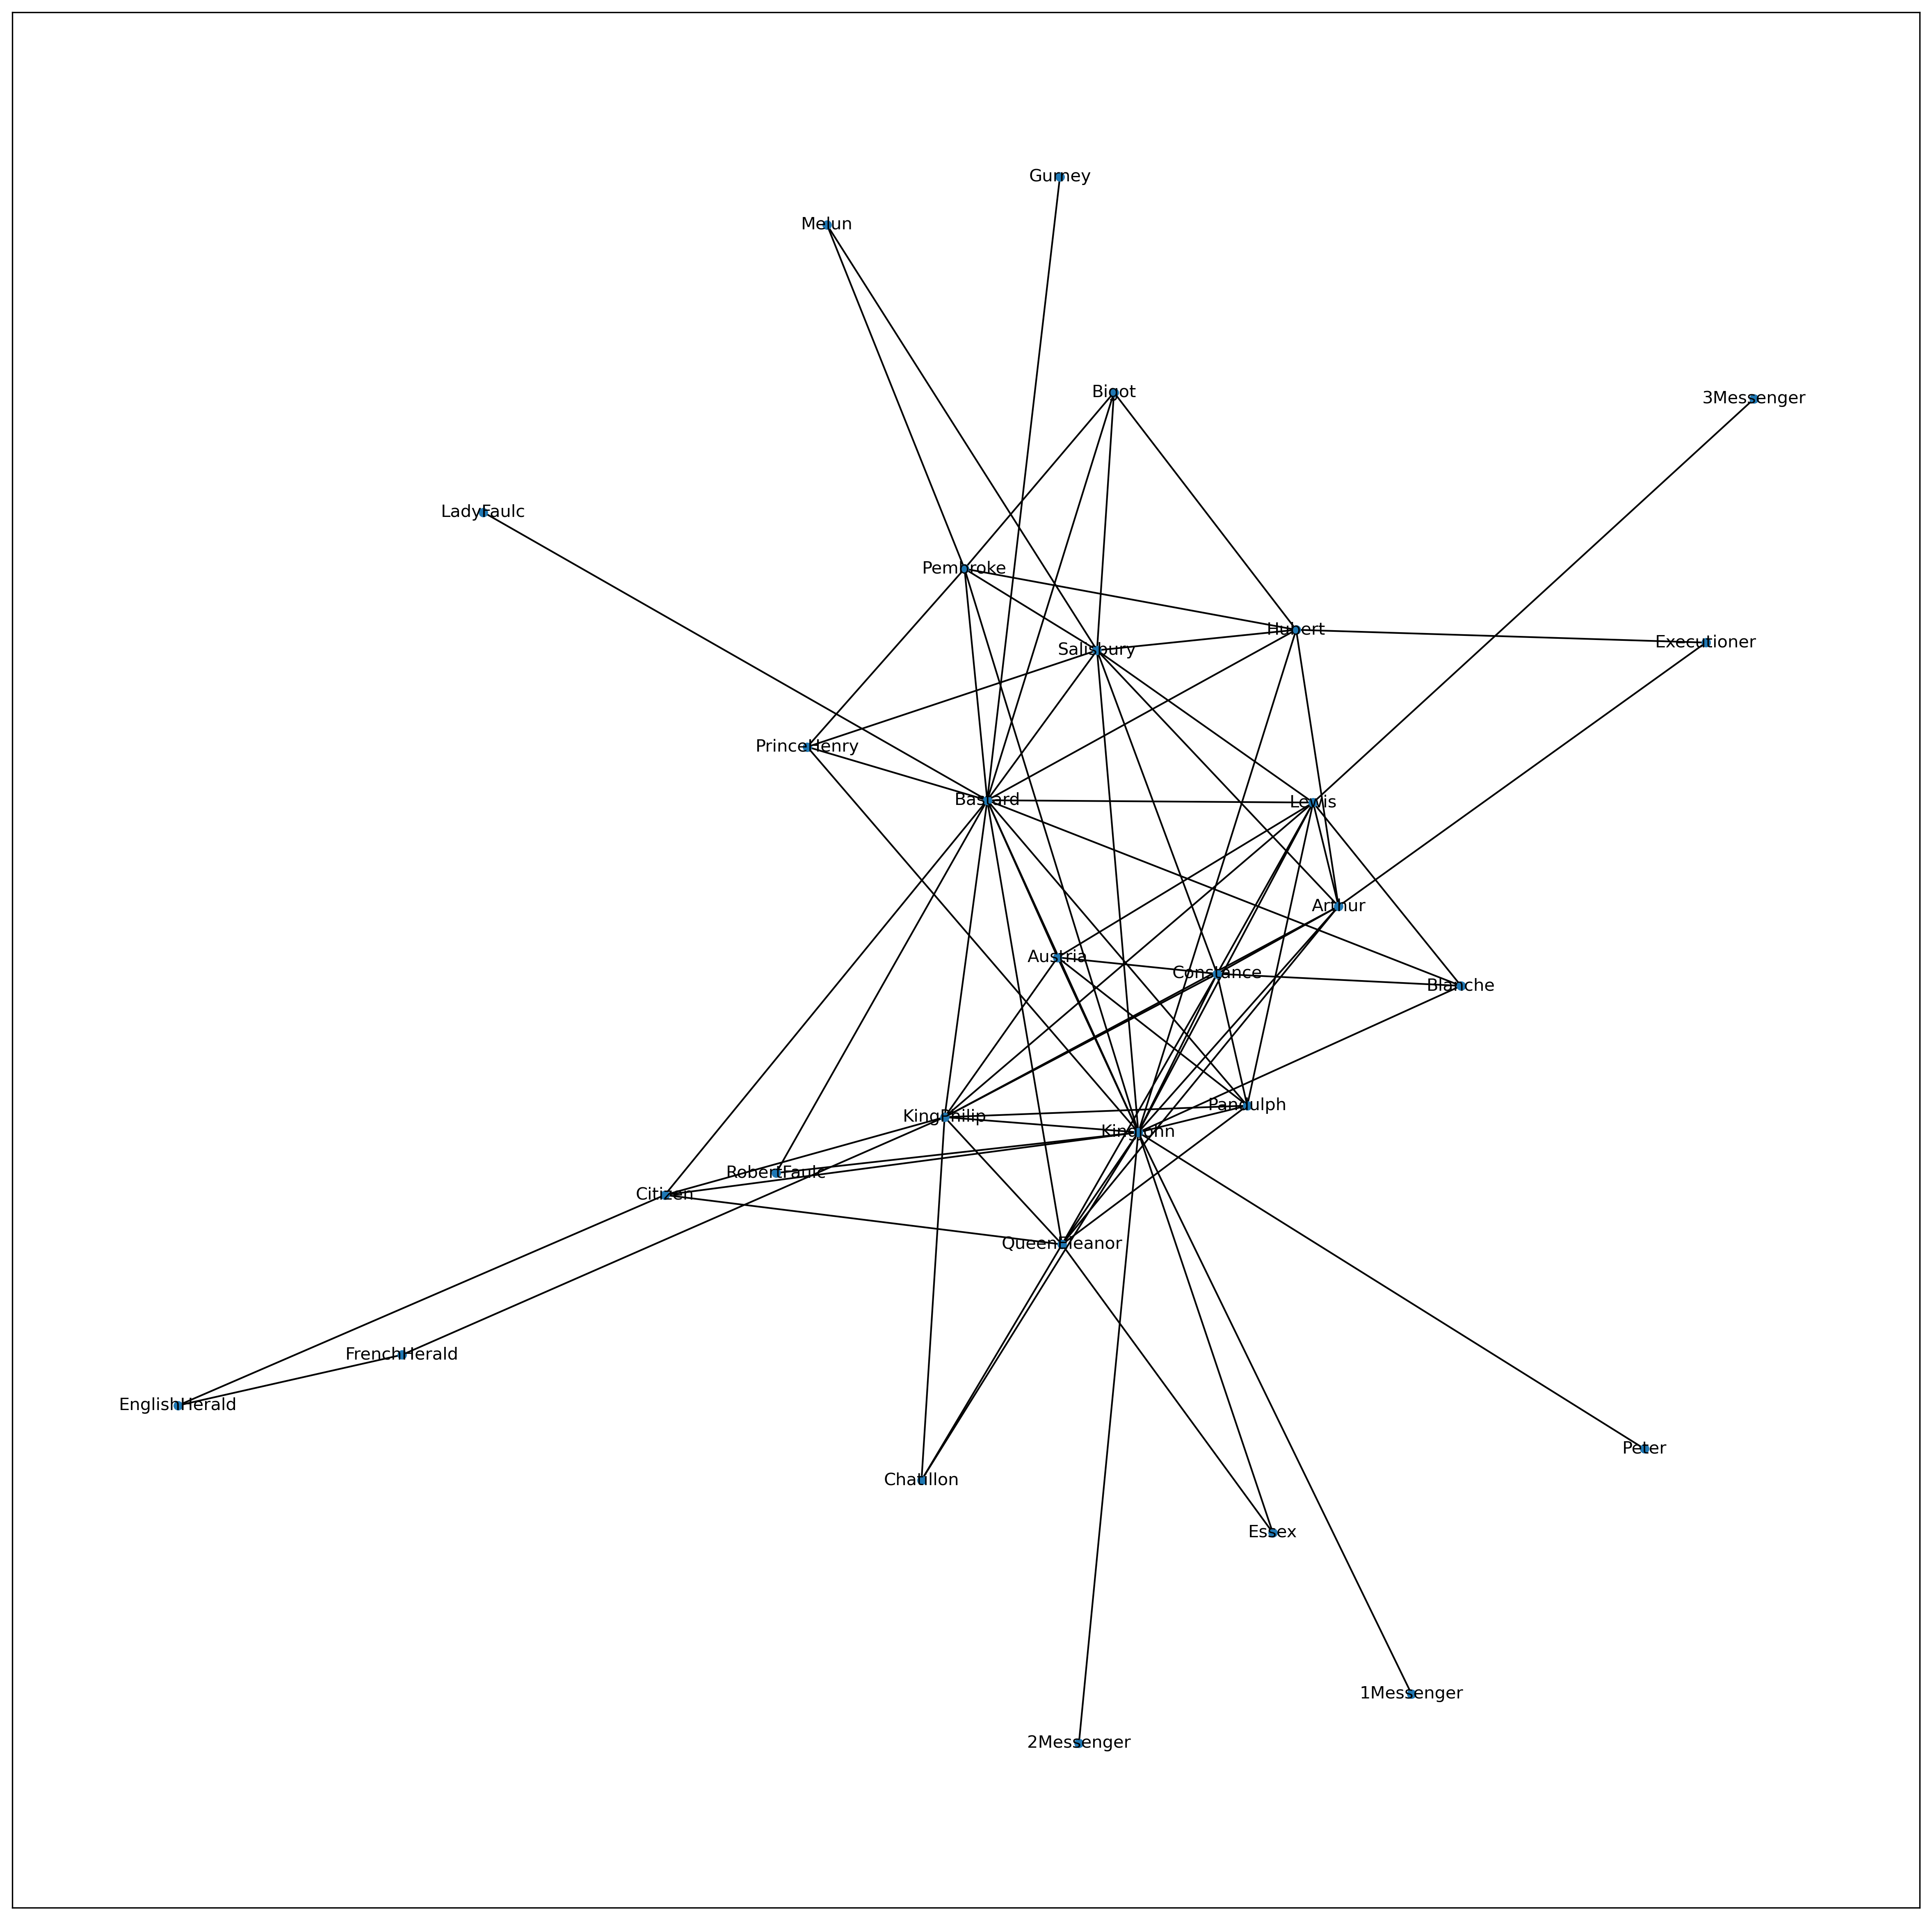 Gurney
Melun
Bigot
3Messenger
LadyFaulc
Pembroke
Hubert
Executioner
Salisbury
PrinceHenry
Bastard
Lewis
Arthur
Austria
Constance
Blanche
Pandulph
KingPhilip
KingJohn
RobertFaulc
Citizen
QueenEleanor
FrenchHerald
EnglishHerald
Peter
Chatillon
Essex
1Messenger
2Messenger